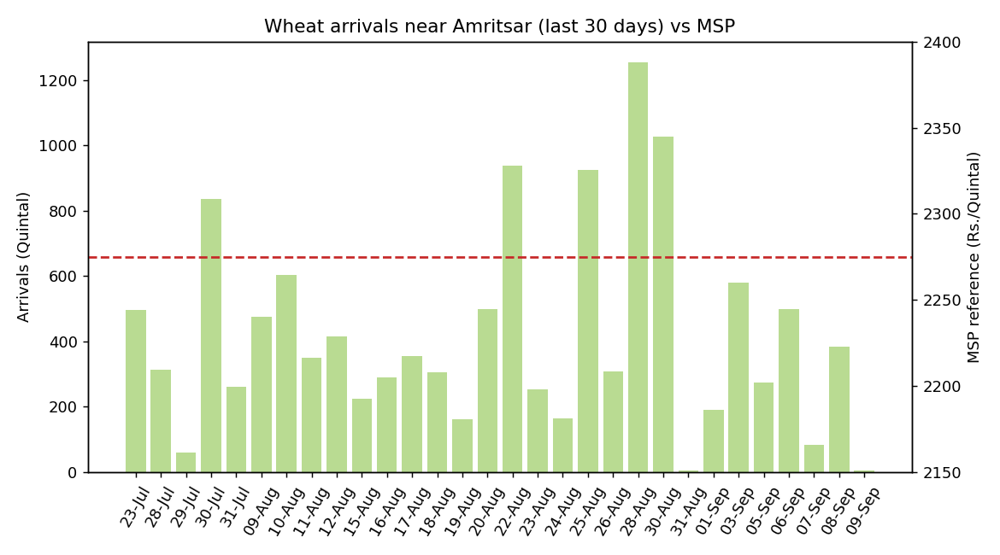 Wheat arrivals near Amritsar (last 30 days) vs MSP
Arrivals (Quintal)
1200
1000
800
600
400
200
0
2400
2350
2300
2250
2200
2150
MSP reference (Rs./Quintal)
23-Jul
28-Jul
29-Jul
30-Jul
31-Jul
09-Aug
10-Aug
11-Aug
12-Aug
15-Aug
16-Aug
17-Aug
18-Aug
19-Aug
20-Aug
22-Aug
23-Aug
24-Aug
25-Aug
26-Aug
28-Aug
30-Aug
31-Aug
01-Sep
03-Sep
05-Sep
06-Sep
07-Sep
08-Sep
09-Sep